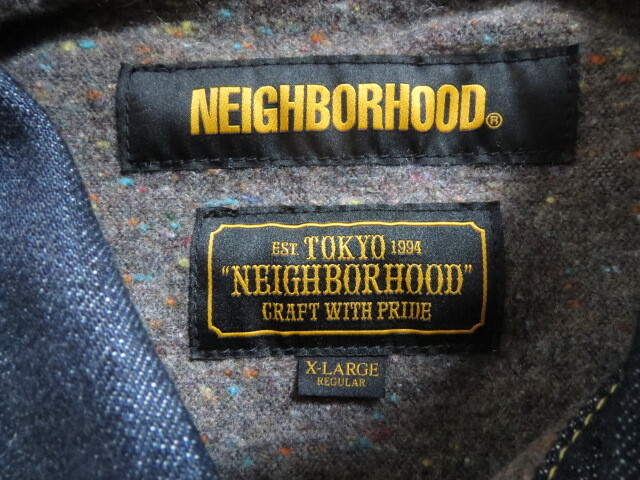 NEIGHBORHOOD®
EST. TOKYO 1994
"NEIGHBORHOOD"
CRAFT WITH PRIDE
X-LARGE
REGULAR